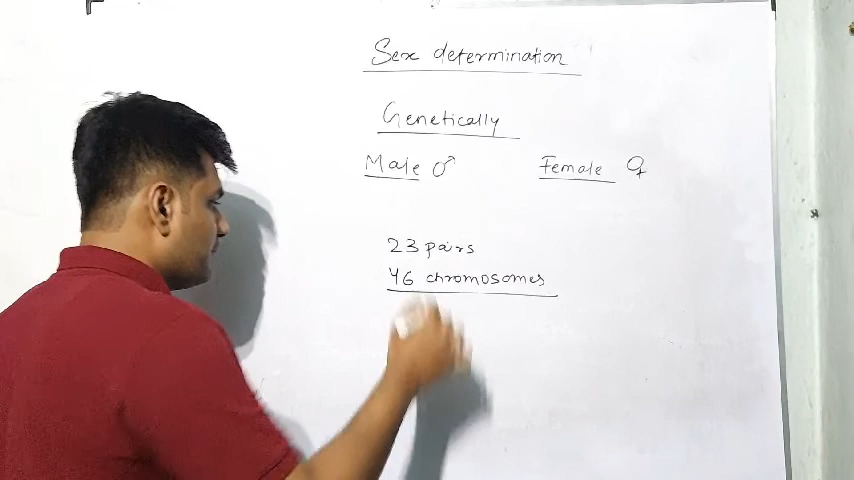 Sex determination
Genetically
Male ♂ Female ♀
23 pairs
46 chromosomes